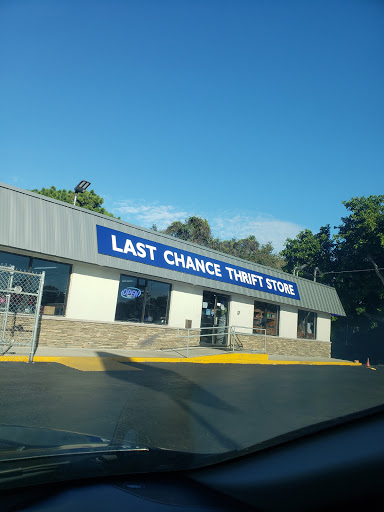 LAST CHANCE THRIFT STORE
OPEN